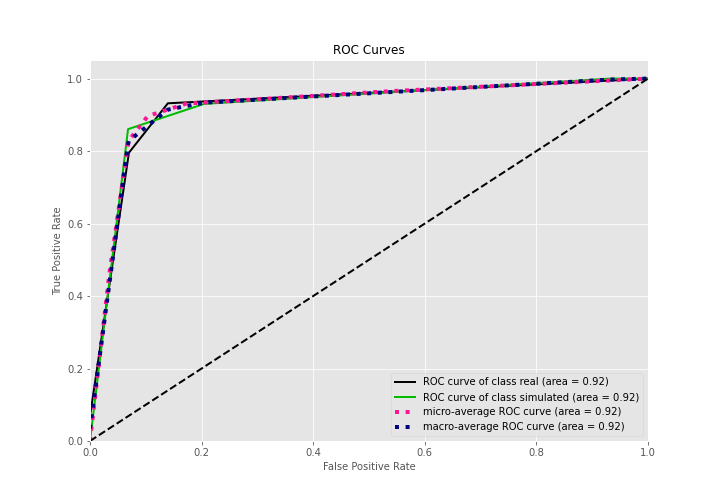 ROC Curves
1.0
0.8
0.6
0.4
0.2
0.0
True Positive Rate
ROC curve of class real (area = 0.92)
ROC curve of class simulated (area = 0.92)
micro-average ROC curve (area = 0.92)
macro-average ROC curve (area = 0.92)
0.0 0.2 0.4 0.6 0.8 1.0
False Positive Rate